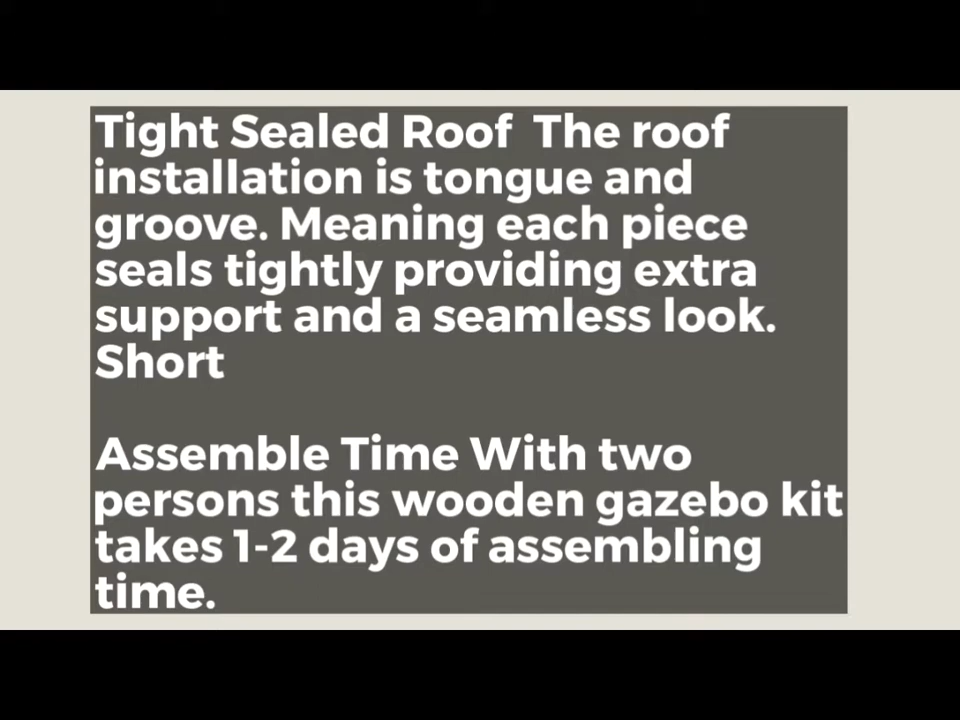 Tight Sealed Roof  The roof
installation is tongue and
groove. Meaning each piece
seals tightly providing extra
support and a seamless look.
Short
Assemble Time With two
persons this wooden gazebo kit
takes 1-2 days of assembling
time.